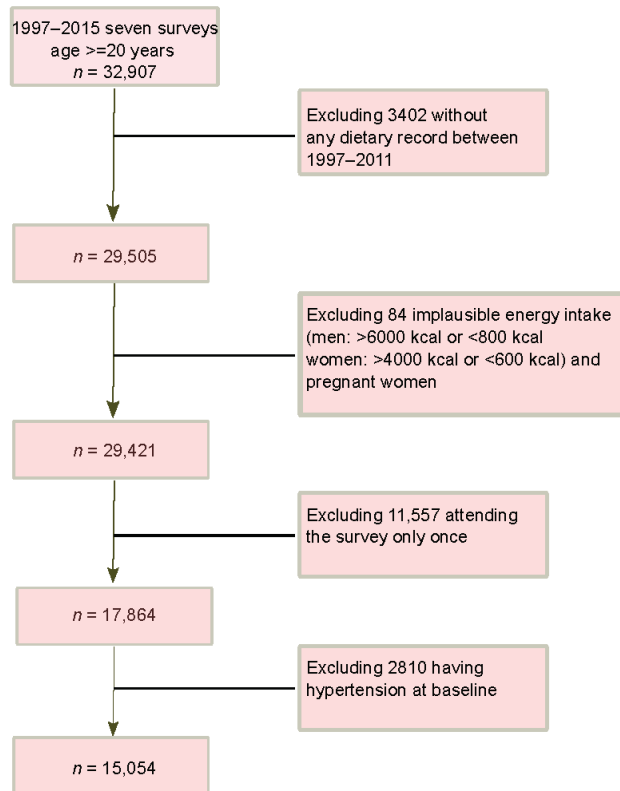 1997–2015 seven surveys
age >=20 years
n = 32,907
Excluding 3402 without
any dietary record between
1997–2011
n = 29,505
Excluding 84 implausible energy intake
(men: >6000 kcal or <800 kcal
women: >4000 kcal or <600 kcal) and
pregnant women
n = 29,421
Excluding 11,557 attending
the survey only once
n = 17,864
Excluding 2810 having
hypertension at baseline
n = 15,054